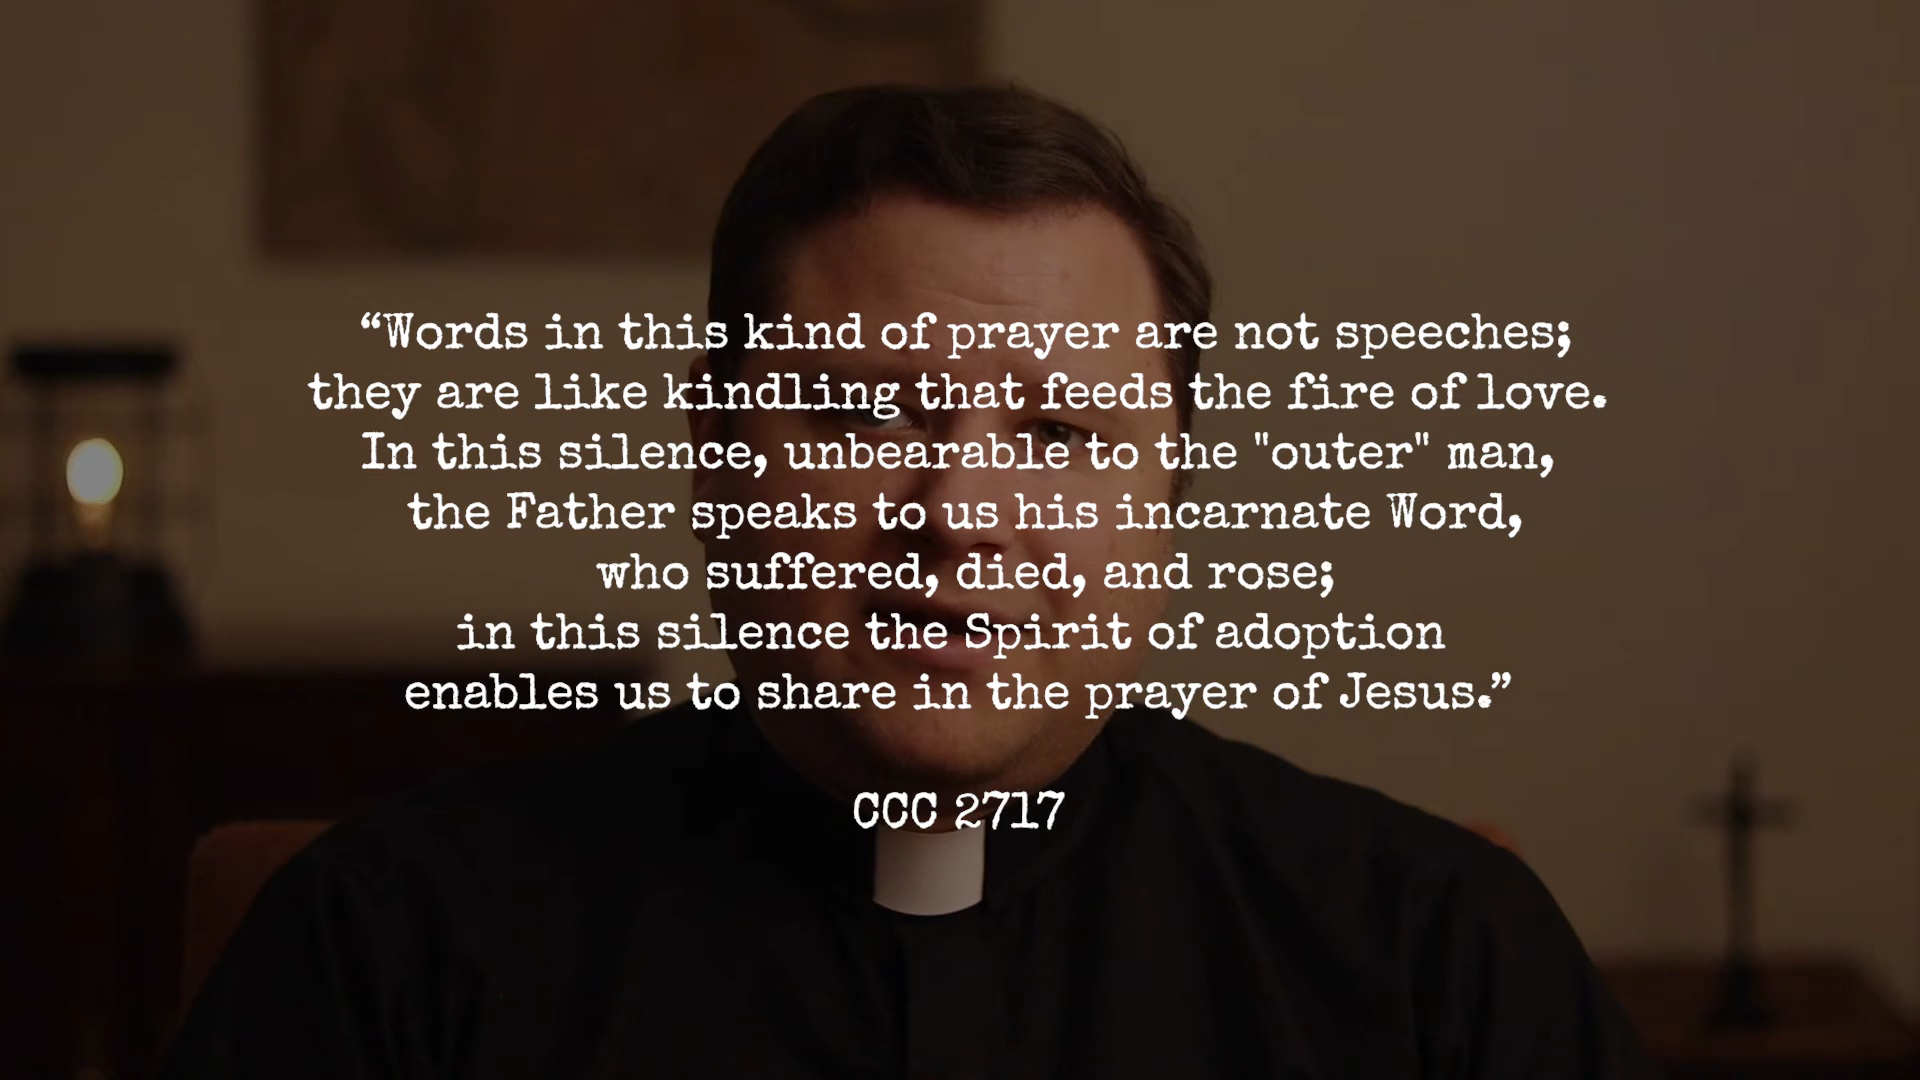 “Words in this kind of prayer are not speeches;
they are like kindling that feeds the fire of love.
In this silence, unbearable to the "outer" man,
the Father speaks to us his incarnate Word,
who suffered, died, and rose;
in this silence the Spirit of adoption
enables us to share in the prayer of Jesus.”
CCC 2717